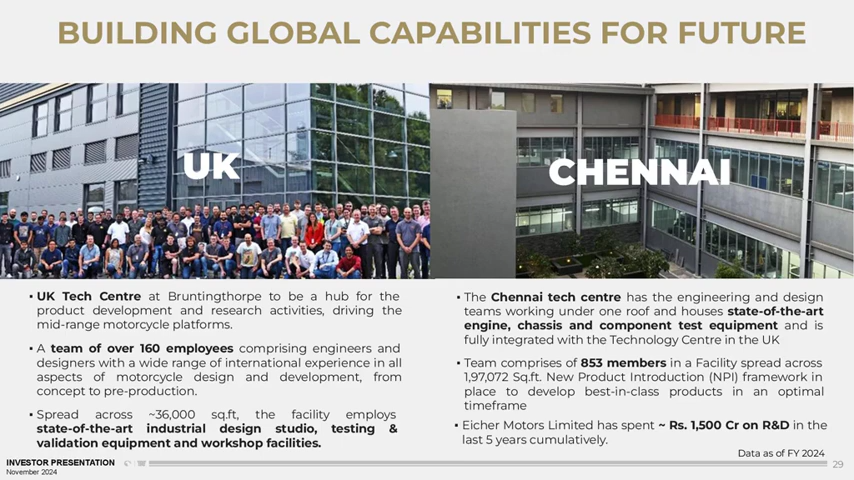 BUILDING GLOBAL CAPABILITIES FOR FUTURE
UK
CHENNAI
▪ UK Tech Centre at Bruntingthorpe to be a hub for the
product development and research activities, driving the
mid-range motorcycle platforms.
▪ A team of over 160 employees comprising engineers and
designers with a wide range of international experience in all
aspects of motorcycle design and development, from
concept to pre-production.
▪ Spread across ~36,000 sq.ft, the facility employs
state-of-the-art industrial design studio, testing &
validation equipment and workshop facilities.
▪ The Chennai tech centre has the engineering and design
teams working under one roof and houses state-of-the-art
engine, chassis and component test equipment and is
fully integrated with the Technology Centre in the UK
▪ Team comprises of 853 members in a Facility spread across
1,97,072 Sq.ft. New Product Introduction (NPI) framework in
place to develop best-in-class products in an optimal
timeframe
▪ Eicher Motors Limited has spent ~ Rs. 1,500 Cr on R&D in the
last 5 years cumulatively.
Data as of FY 2024
INVESTOR PRESENTATION
November 2024
29